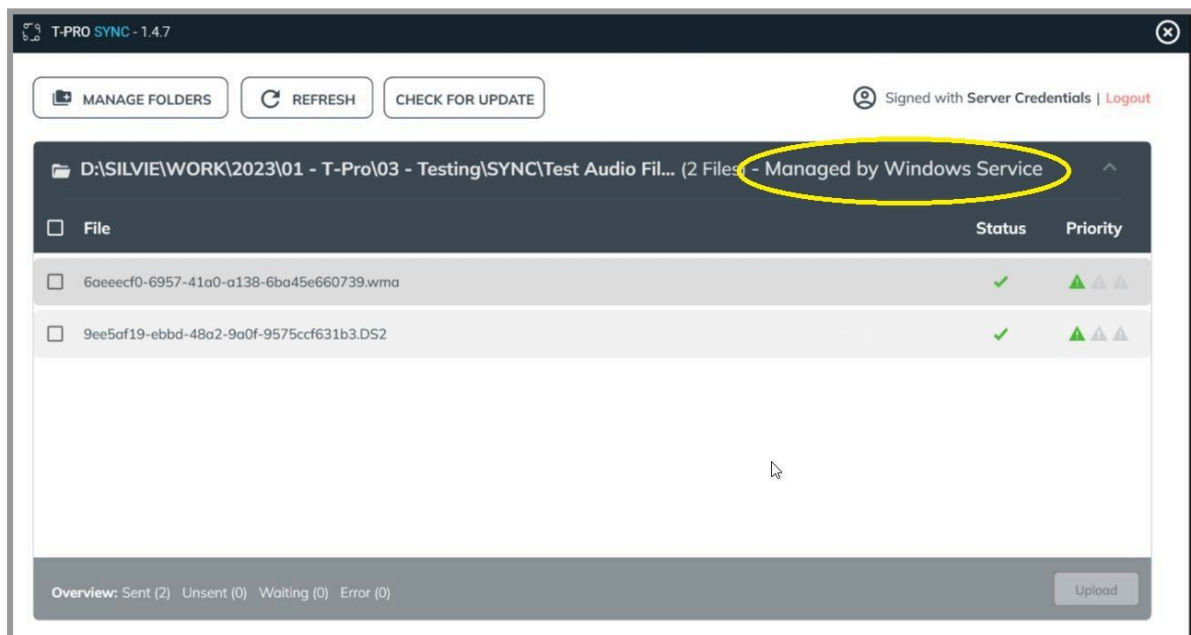 T-PRO SYNC - 1.4.7
MANAGE FOLDERS REFRESH CHECK FOR UPDATE Signed with Server Credentials | Logout
D:\SILVIE\WORK\2023\01 - T-Pro\03 - Testing\SYNC\Test Audio Fil... (2 Files) - Managed by Windows Service
File Status Priority
6aeeecf0-6957-41a0-a138-6ba45e660739.wma
9ee5af19-ebbd-48a2-9a0f-9575ccf631b3.DS2
Overview: Sent (2) Unsent (0) Waiting (0) Error (0) Upload